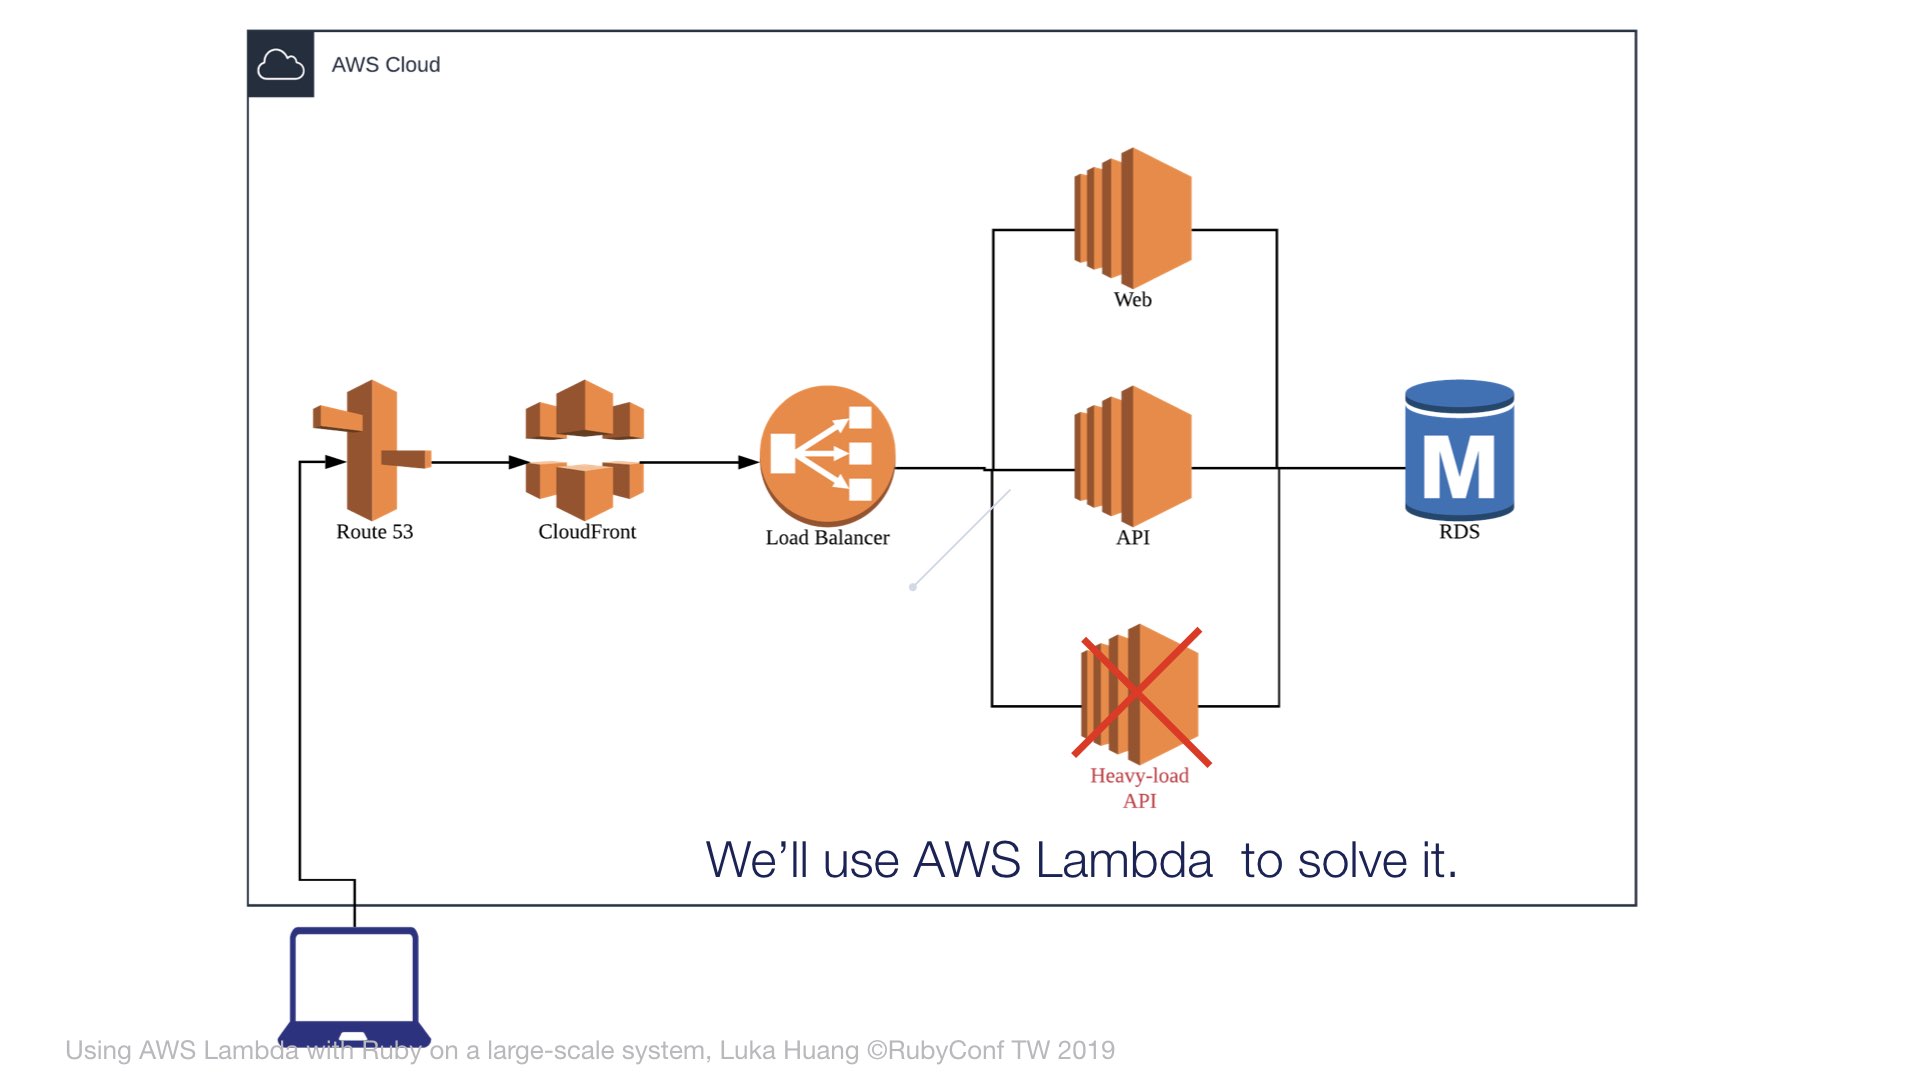 AWS Cloud
Web
Route 53
CloudFront
Load Balancer
API
M
RDS
Heavy-load
API
We’ll use AWS Lambda  to solve it.
Using AWS Lambda with Ruby on a large-scale system, Luka Huang ©RubyConf TW 2019